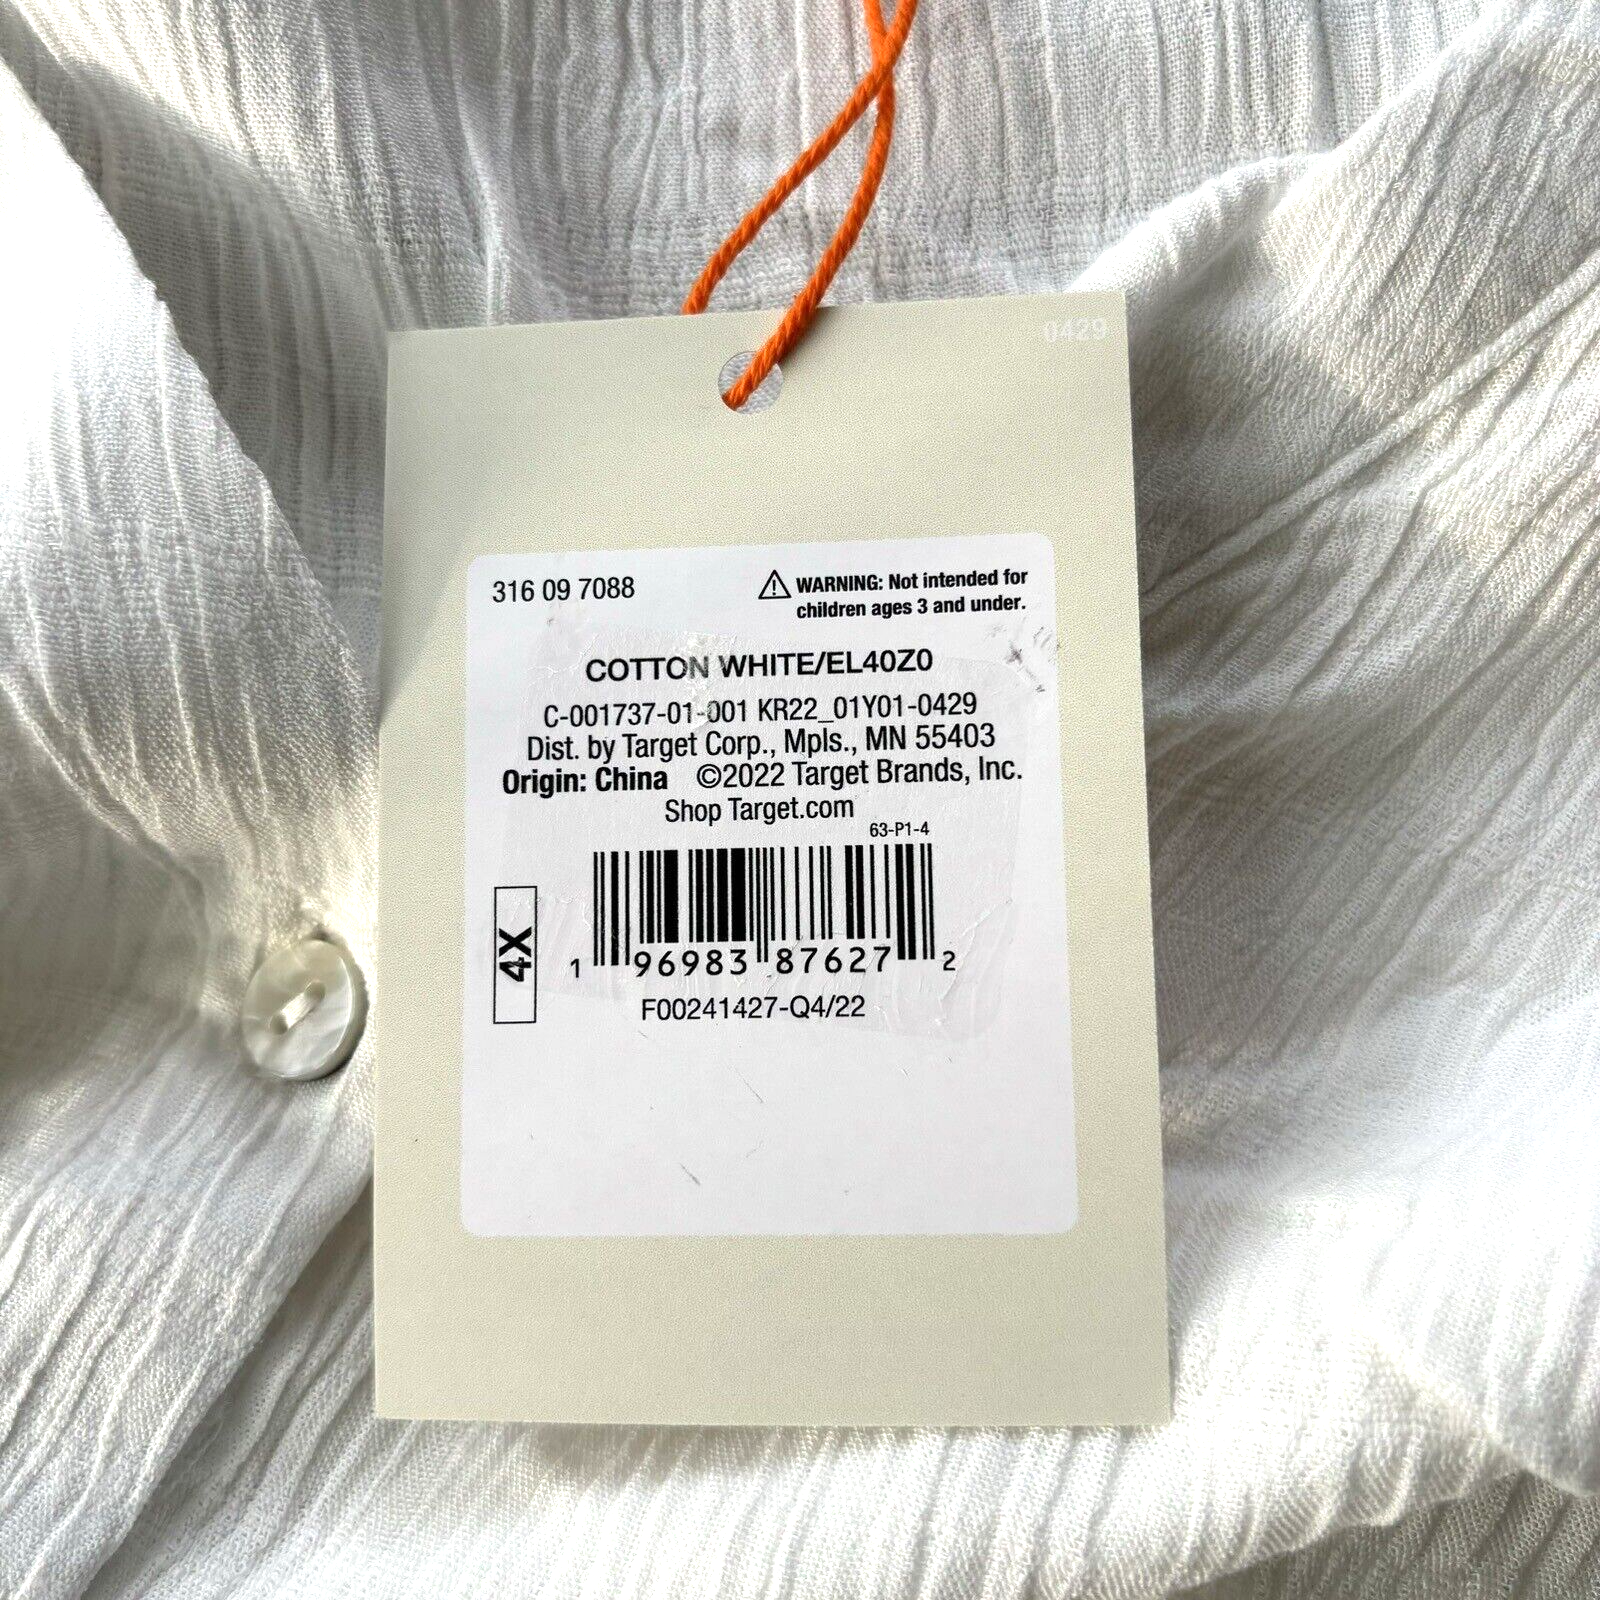 0429
316 09 7088
WARNING: Not intended for
children ages 3 and under.
COTTON WHITE/EL40Z0
C-001737-01-001 KR22_01Y01-0429
Dist. by Target Corp., Mpls., MN 55403
Origin: China ©2022 Target Brands, Inc.
Shop Target.com
63-P1-4
4X
1 96983 87627 2
F00241427-Q4/22